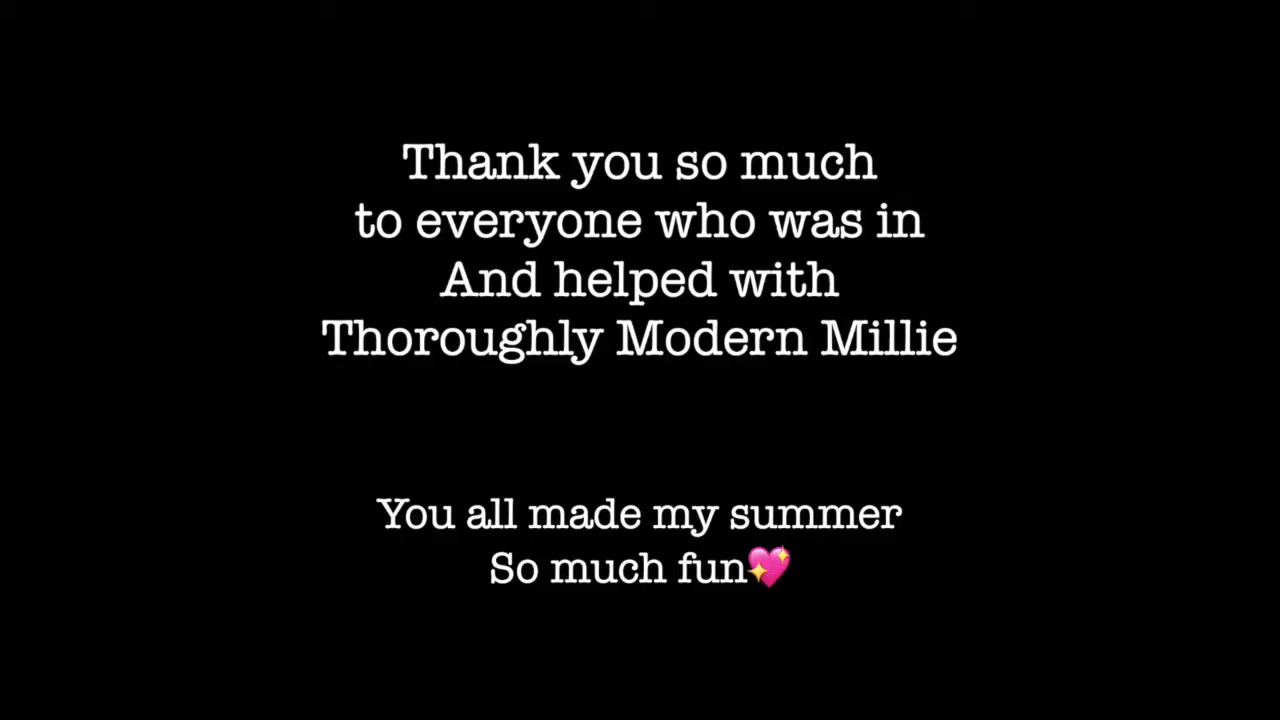 Thank you so much
to everyone who was in
And helped with
Thoroughly Modern Millie
You all made my summer
So much fun💖